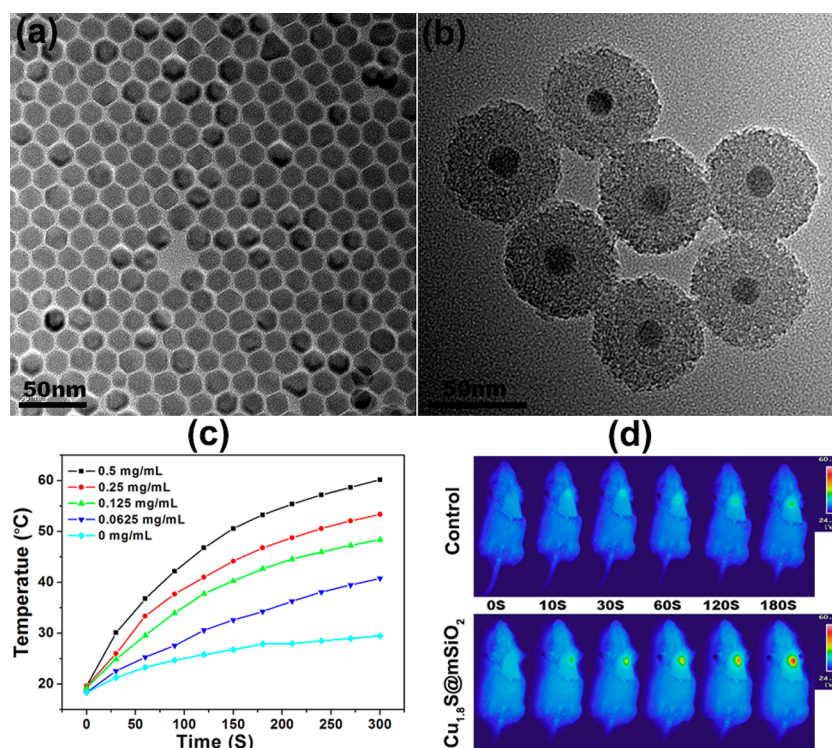 (a)
50nm
(b)
50nm
(c)
0.5 mg/mL
0.25 mg/mL
0.125 mg/mL
0.0625 mg/mL
0 mg/mL
60
50
40
30
20
Temperatue (°C)
0 50 100 150 200 250 300
Time (S)
(d)
Control
0S 10S 30S 60S 120S 180S
Cu1.8S@mSiO2